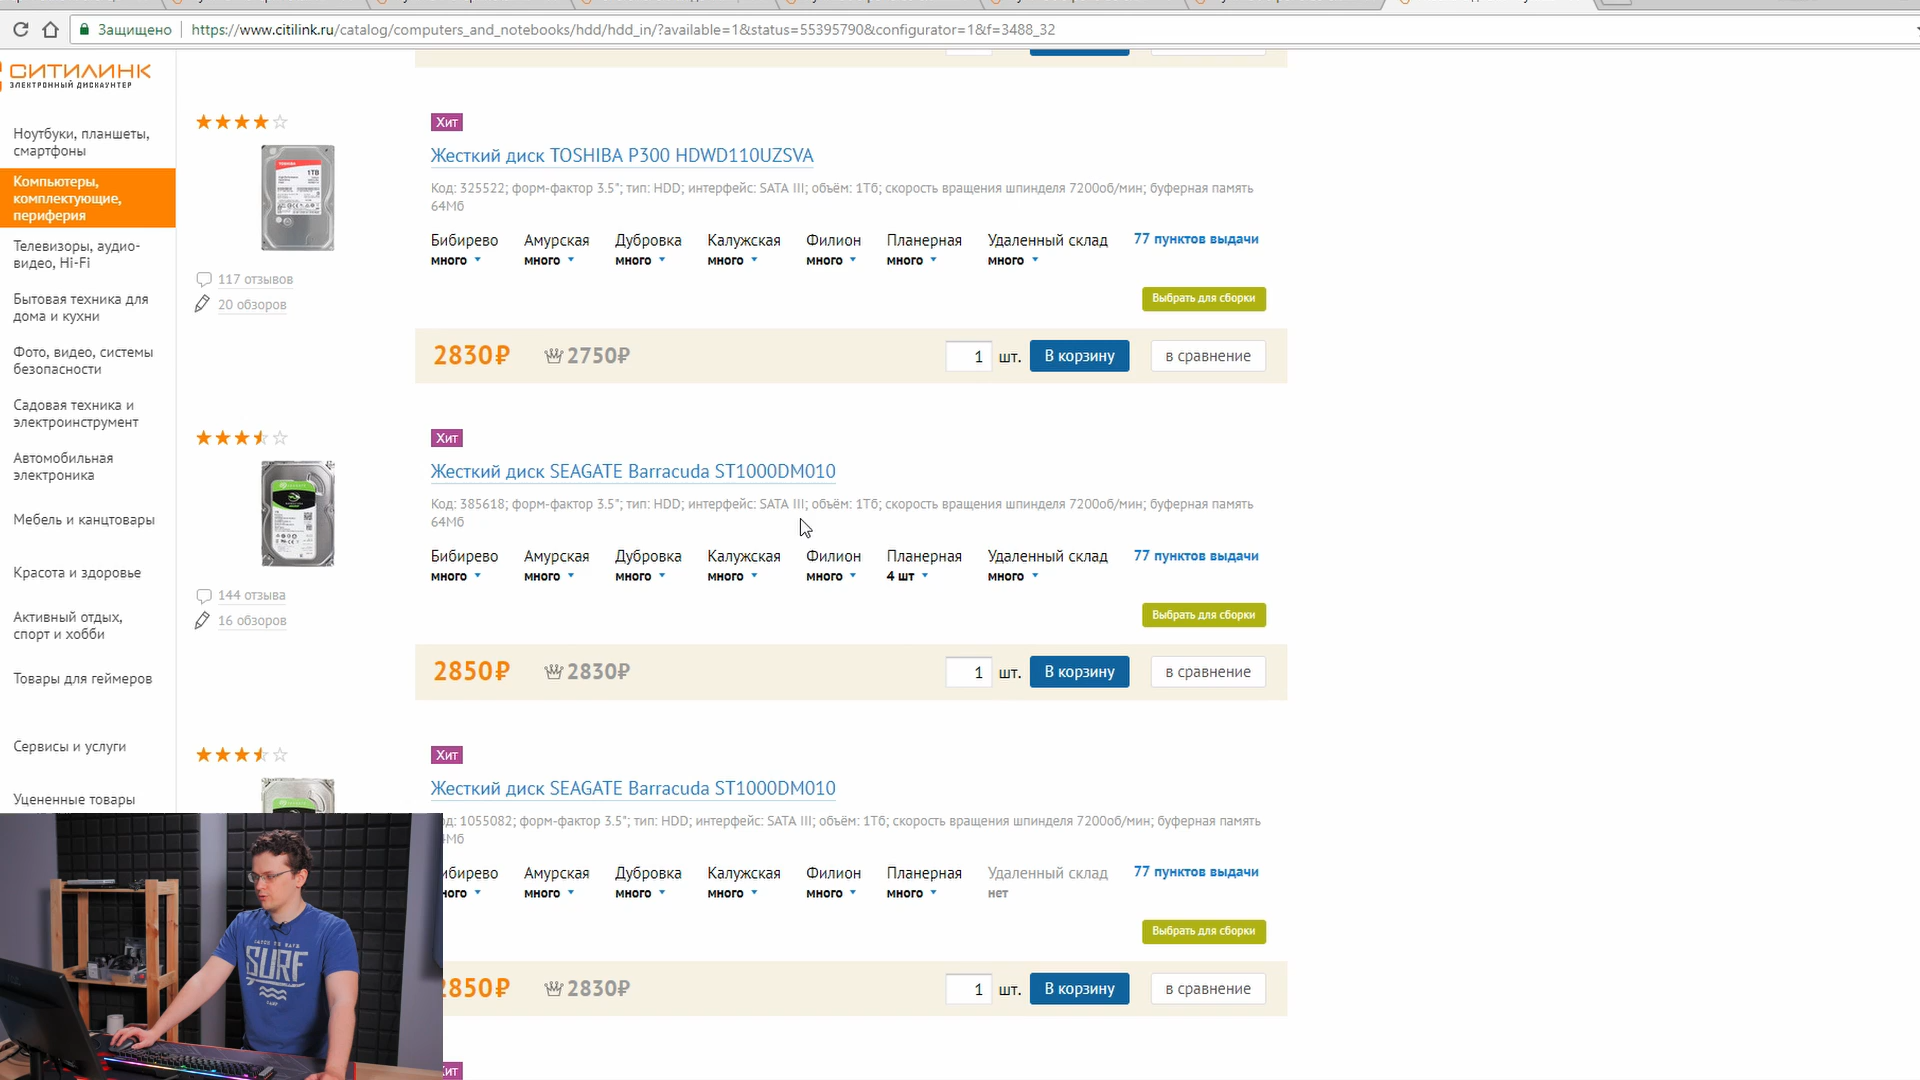 Защищено
https://www.citilink.ru/catalog/computers_and_notebooks/hdd/hdd_in/?available=1&status=55395790&configurator=1&f=3488_32
СИТИЛИНК
ЭЛЕКТРОННЫЙ ДИСКАУНТЕР
Ноутбуки, планшеты,
смартфоны
Компьютеры,
комплектующие,
периферия
Телевизоры, аудио-
видео, Hi-Fi
Бытовая техника для
дома и кухни
Фото, видео, системы
безопасности
Садовая техника и
электроинструмент
Автомобильная
электроника
Мебель и канцтовары
Красота и здоровье
Активный отдых,
спорт и хобби
Товары для геймеров
Сервисы и услуги
Уцененные товары
Хит
Жесткий диск TOSHIBA P300 HDWD110UZSVA
Код: 325522; форм-фактор 3.5"; тип: HDD; интерфейс: SATA III; объём: 1Тб; скорость вращения шпинделя 7200об/мин; буферная память
64Мб
TOSHIBA
1TB
Бибирево Амурская Дубровка Калужская Филион Планерная Удаленный склад 77 пунктов выдачи
много много много много много много много
117 отзывов
20 обзоров
Выбрать для сборки
2830₽ 2750₽ 1 шт. В корзину в сравнение
Хит
Жесткий диск SEAGATE Barracuda ST1000DM010
Код: 385618; форм-фактор 3.5"; тип: HDD; интерфейс: SATA III; объём: 1Тб; скорость вращения шпинделя 7200об/мин; буферная память
64Мб
Бибирево Амурская Дубровка Калужская Филион Планерная Удаленный склад 77 пунктов выдачи
много много много много много 4 шт много
144 отзыва
16 обзоров
Выбрать для сборки
2850₽ 2830₽ 1 шт. В корзину в сравнение
Хит
Жесткий диск SEAGATE Barracuda ST1000DM010
од: 1055082; форм-фактор 3.5"; тип: HDD; интерфейс: SATA III; объём: 1Тб; скорость вращения шпинделя 7200об/мин; буферная память
4Мб
ибирево Амурская Дубровка Калужская Филион Планерная Удаленный склад 77 пунктов выдачи
ного много много много много много нет
Выбрать для сборки
2850₽ 2830₽ 1 шт. В корзину в сравнение
ит
SURF
CAMP